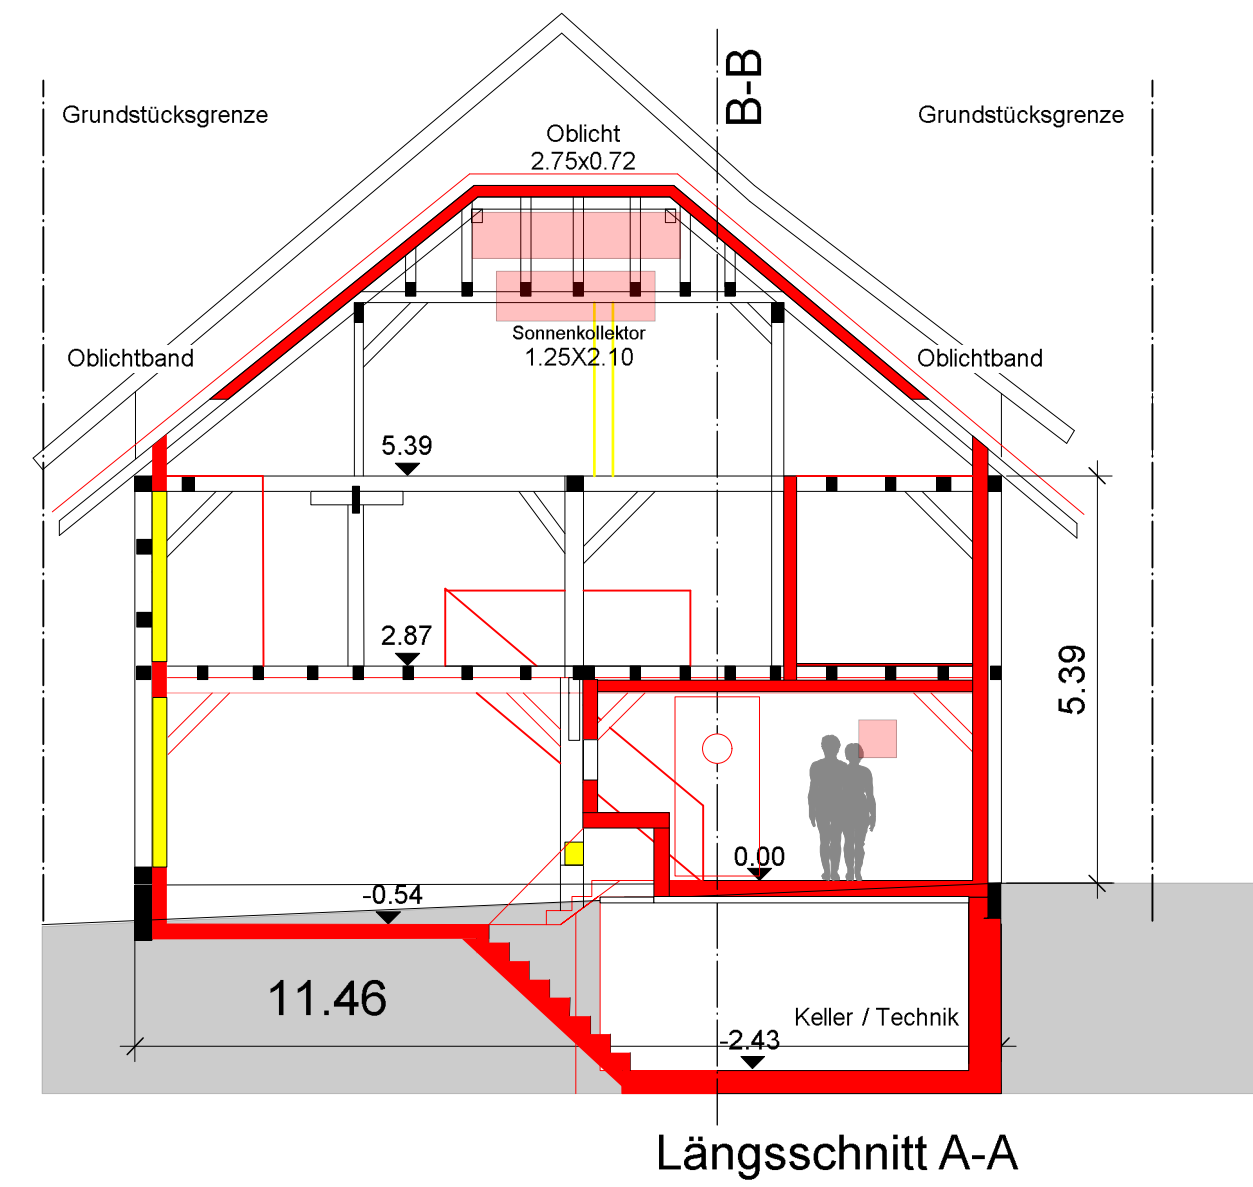 B-B
Grundstücksgrenze
Grundstücksgrenze
Oblicht
2.75x0.72
Sonnenkollektor
1.25X2.10
Oblichtband
Oblichtband
5.39
2.87
5.39
0.00
-0.54
11.46
Keller / Technik
-2.43
Längsschnitt A-A